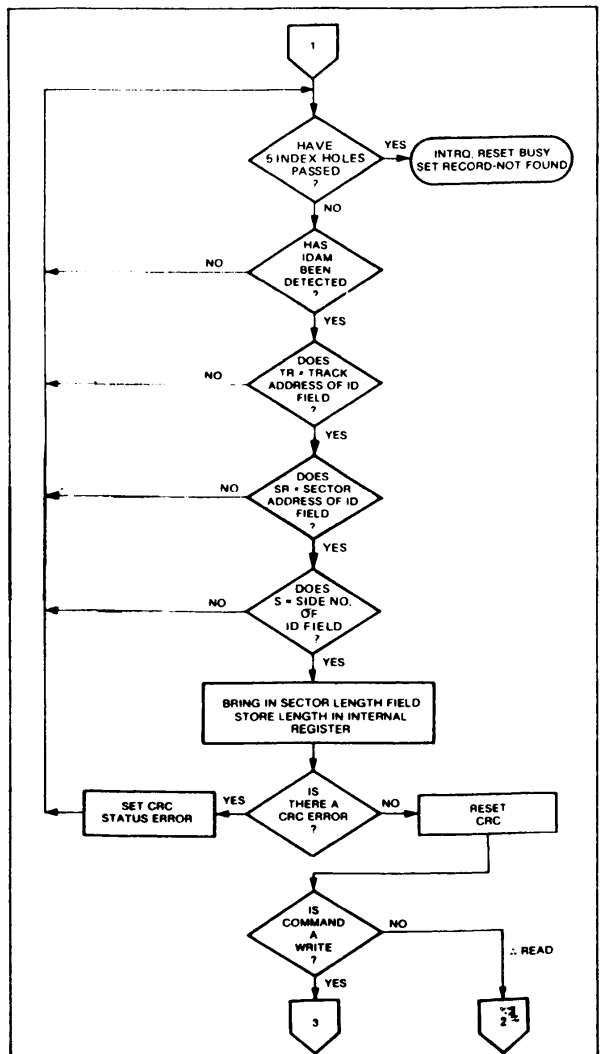 1
HAVE
5 INDEX HOLES
PASSED
?
YES
INTRQ. RESET BUSY
SET RECORD-NOT FOUND
NO
HAS
IDAM
BEEN
DETECTED
?
NO
YES
DOES
TR = TRACK
ADDRESS OF ID
FIELD
?
NO
YES
DOES
SR = SECTOR
ADDRESS OF ID
FIELD
?
NO
YES
DOES
S = SIDE NO.
OF
ID FIELD
?
NO
YES
BRING IN SECTOR LENGTH FIELD
STORE LENGTH IN INTERNAL
REGISTER
IS
THERE A
CRC ERROR
?
YES
SET CRC
STATUS ERROR
NO
RESET
CRC
IS
COMMAND
A
WRITE
?
NO
∴ READ
YES
3
2